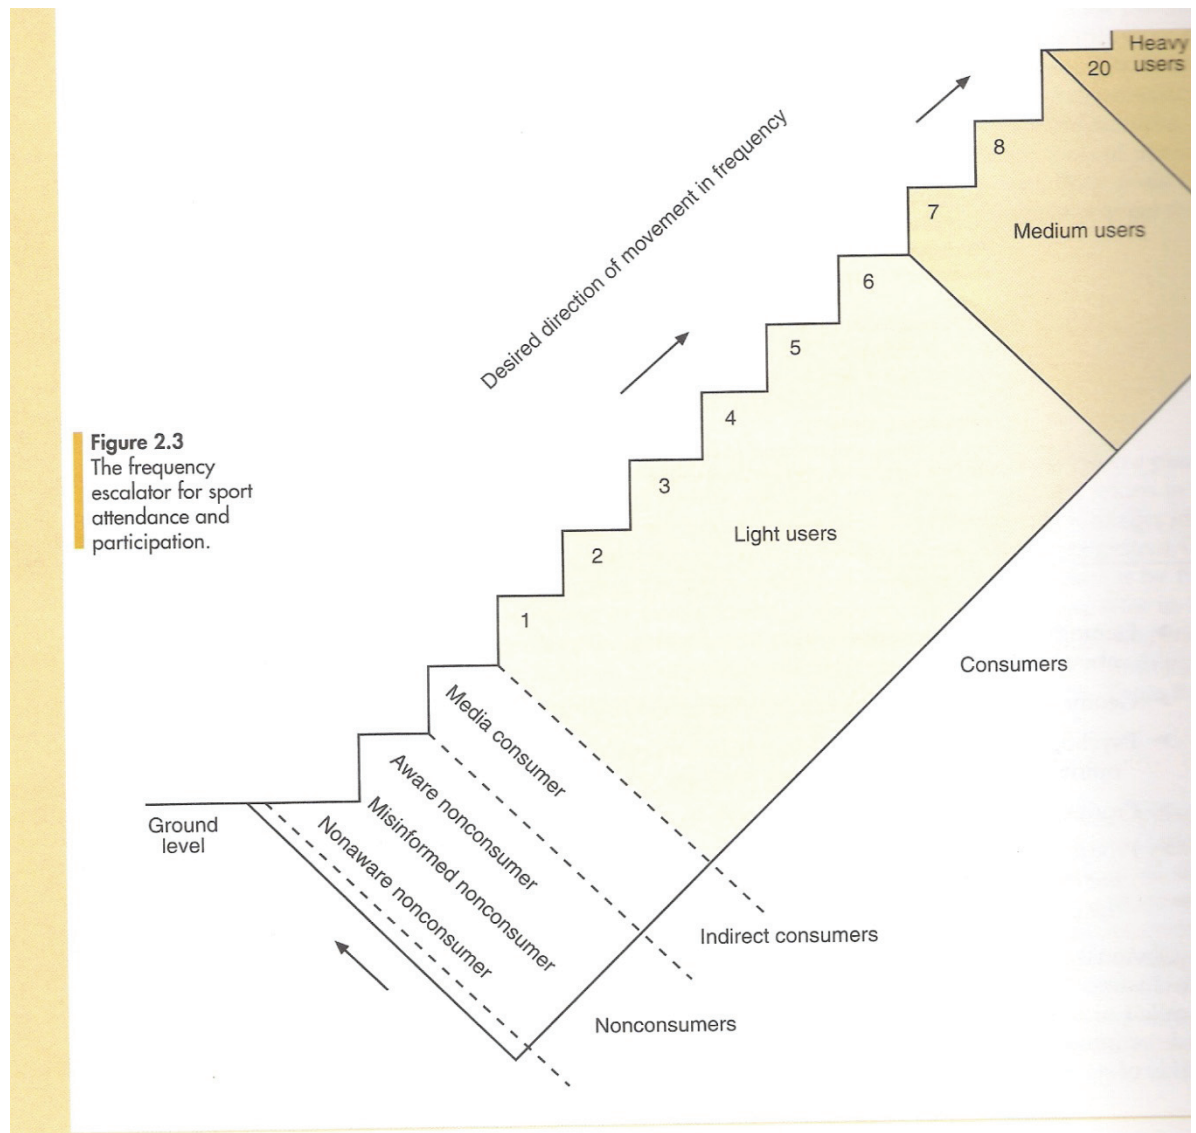 Heavy
users
20
8
7
Medium users
Desired direction of movement in frequency
6
5
4
3
2
1
Light users
Figure 2.3
The frequency
escalator for sport
attendance and
participation.
Consumers
Media consumer
Aware nonconsumer
Misinformed nonconsumer
Nonaware nonconsumer
Ground
level
Indirect consumers
Nonconsumers